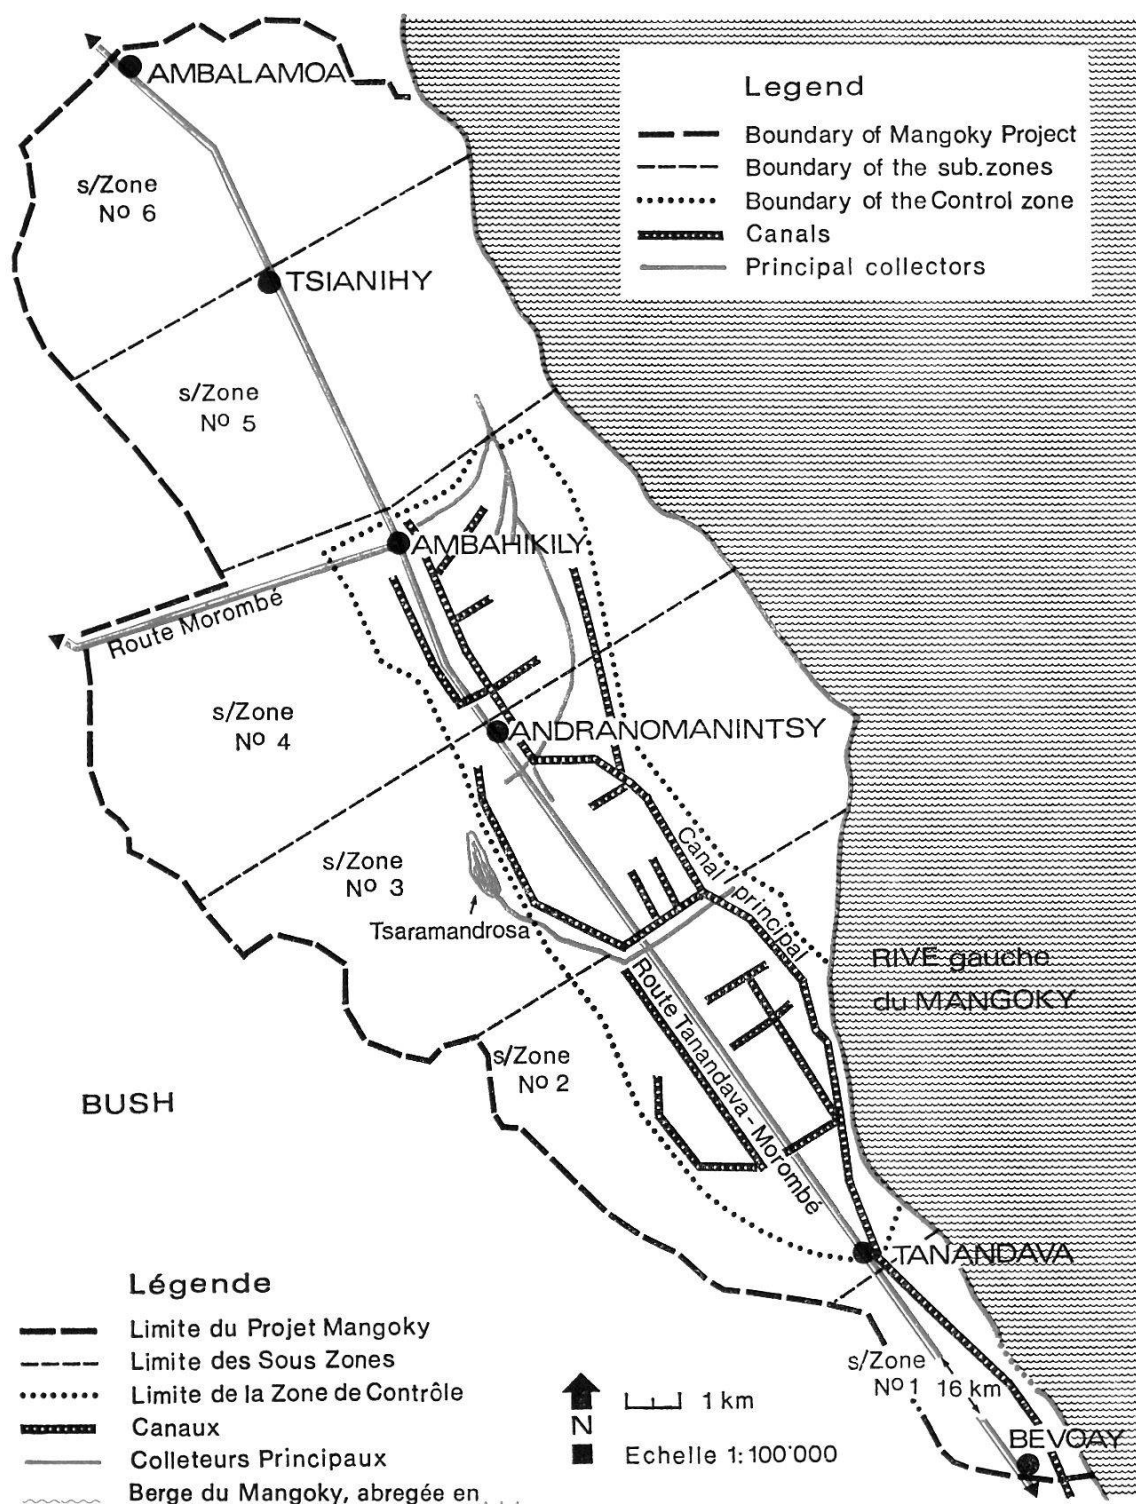 AMBALAMOA
s/Zone
No 6
Legend
Boundary of Mangoky Project
Boundary of the sub.zones
Boundary of the Control zone
Canals
Principal collectors
TSIANIHY
s/Zone
No 5
AMBAHIKILY
Route Morombé
s/Zone
No 4
ANDRANOMANINTSY
s/Zone
No 3
Tsaramandrosa
Canal principal
RIVE gauche
du MANGOKY
Route Tanandava - Morombé
s/Zone
No 2
BUSH
TANANDAVA
s/Zone
No 1
16 km
BEVOAY
Légende
Limite du Projet Mangoky
Limite des Sous Zones
Limite de la Zone de Contrôle
Canaux
Colleteurs Principaux
Berge du Mangoky, abregée en
N
1 km
Echelle 1:100'000